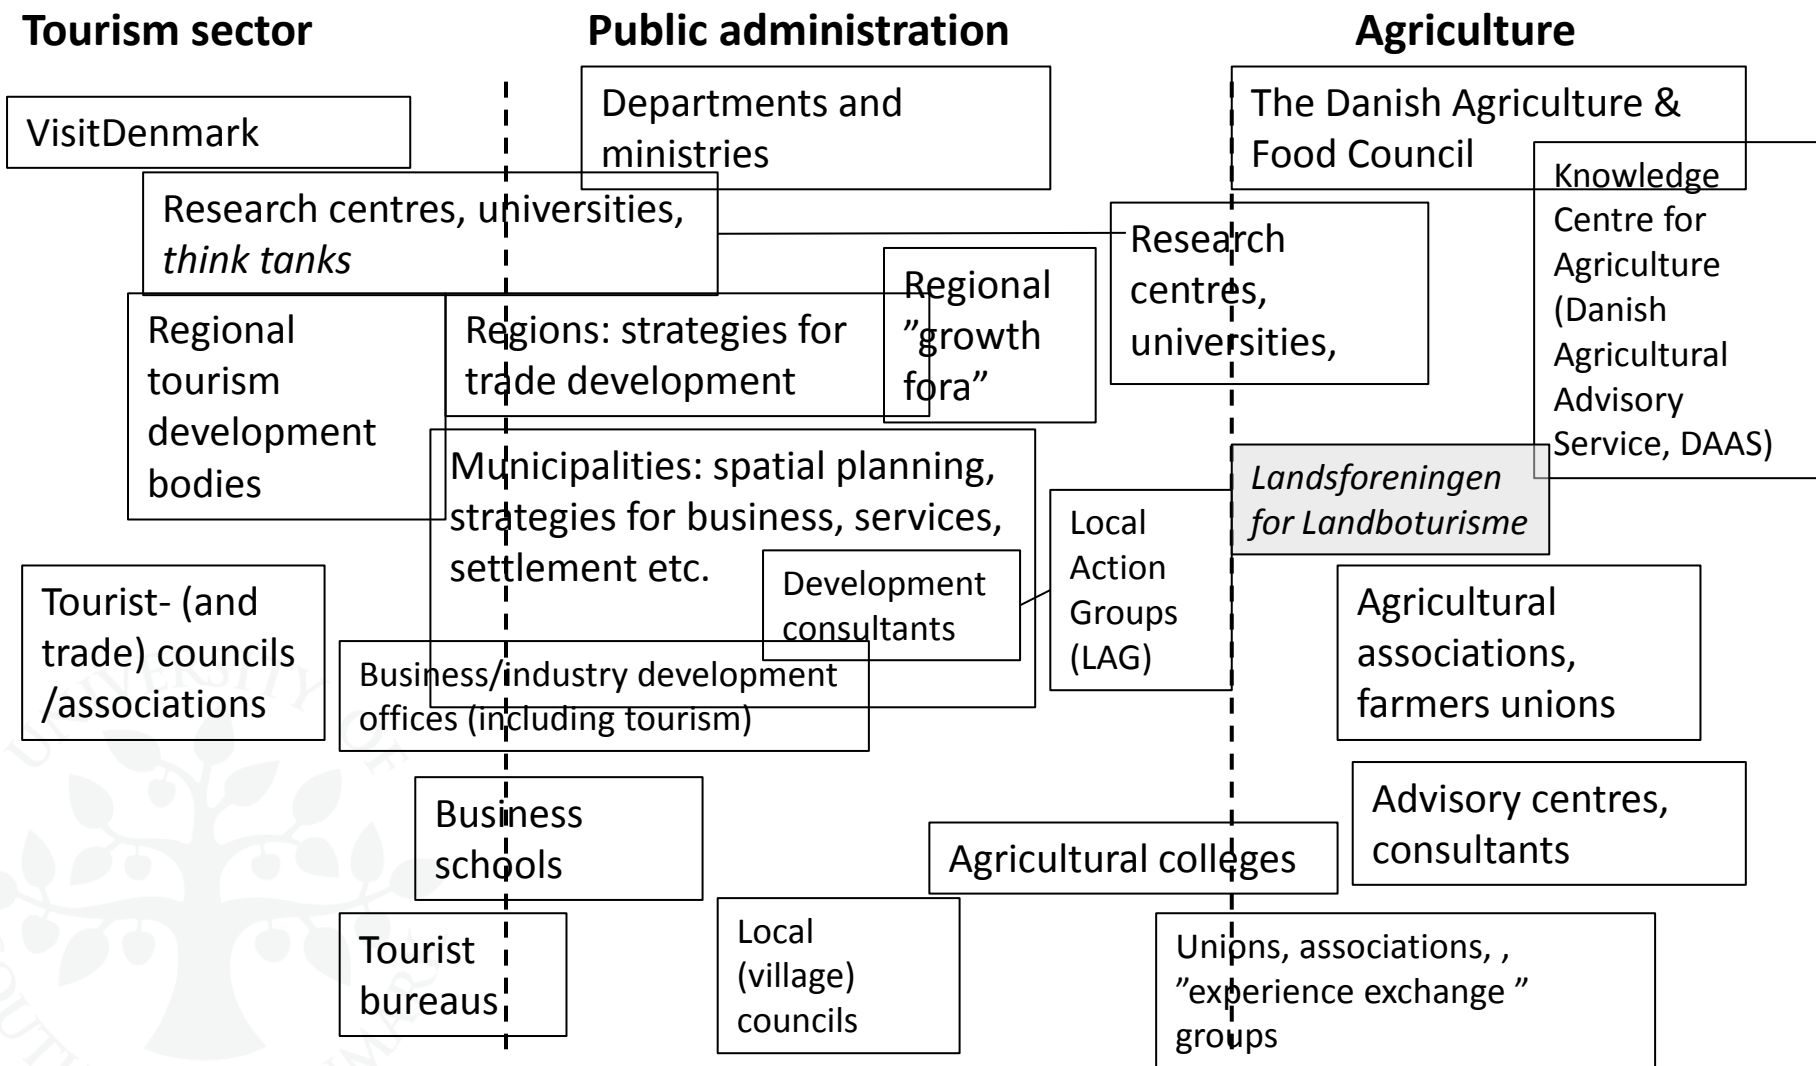 Tourism sector
Public administration
Agriculture
VisitDenmark
Departments and
ministries
The Danish Agriculture &
Food Council
Knowledge
Centre for
Agriculture
(Danish
Agricultural
Advisory
Service, DAAS)
Research centres, universities,
think tanks
Research
centres,
universities,
Regional
"growth
fora"
Regional
tourism
development
bodies
Regions: strategies for
trade development
Municipalities: spatial planning,
strategies for business, services,
settlement etc.
Landsforeningen
for Landboturisme
Local
Action
Groups
(LAG)
Development
consultants
Tourist- (and
trade) councils
/associations
Agricultural
associations,
farmers unions
Business/industry development
offices (including tourism)
Business
schools
Advisory centres,
consultants
Agricultural colleges
Tourist
bureaus
Local
(village)
councils
Unions, associations, ,
"experience exchange "
groups
UNIVERSITY OF